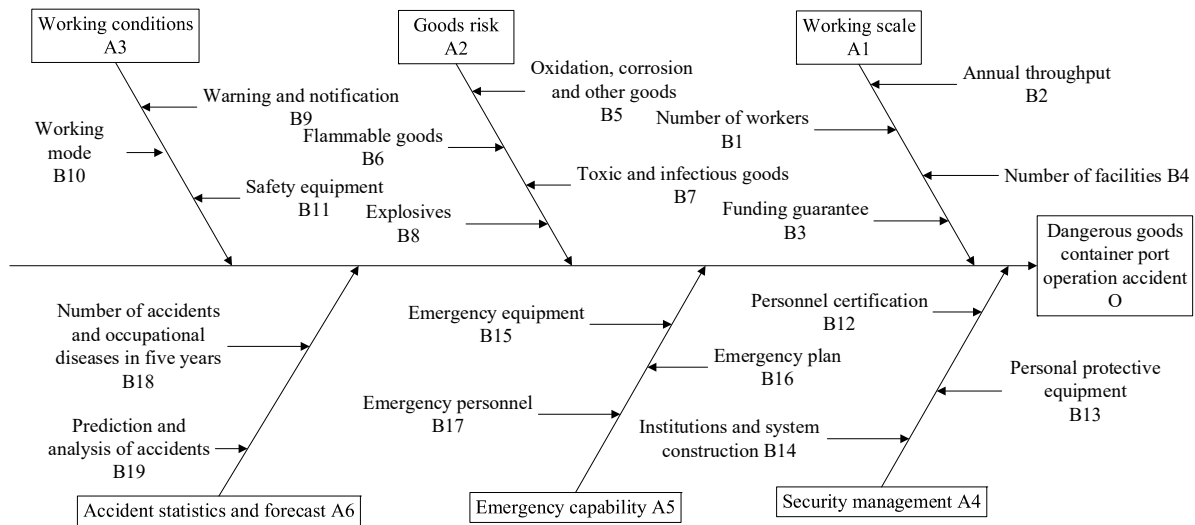 Working conditions
A3
Goods risk
A2
Working scale
A1
Oxidation, corrosion
and other goods
B5
Annual throughput
B2
Warning and notification
B9
Number of workers
B1
Working
mode
B10
Flammable goods
B6
Toxic and infectious goods
B7
Number of facilities B4
Safety equipment
B11
Explosives
B8
Funding guarantee
B3
Dangerous goods
container port
operation accident
O
Number of accidents
and occupational
diseases in five years
B18
Emergency equipment
B15
Personnel certification
B12
Emergency plan
B16
Personal protective
equipment
B13
Emergency personnel
B17
Prediction and
analysis of accidents
B19
Institutions and system
construction B14
Accident statistics and forecast A6
Emergency capability A5
Security management A4